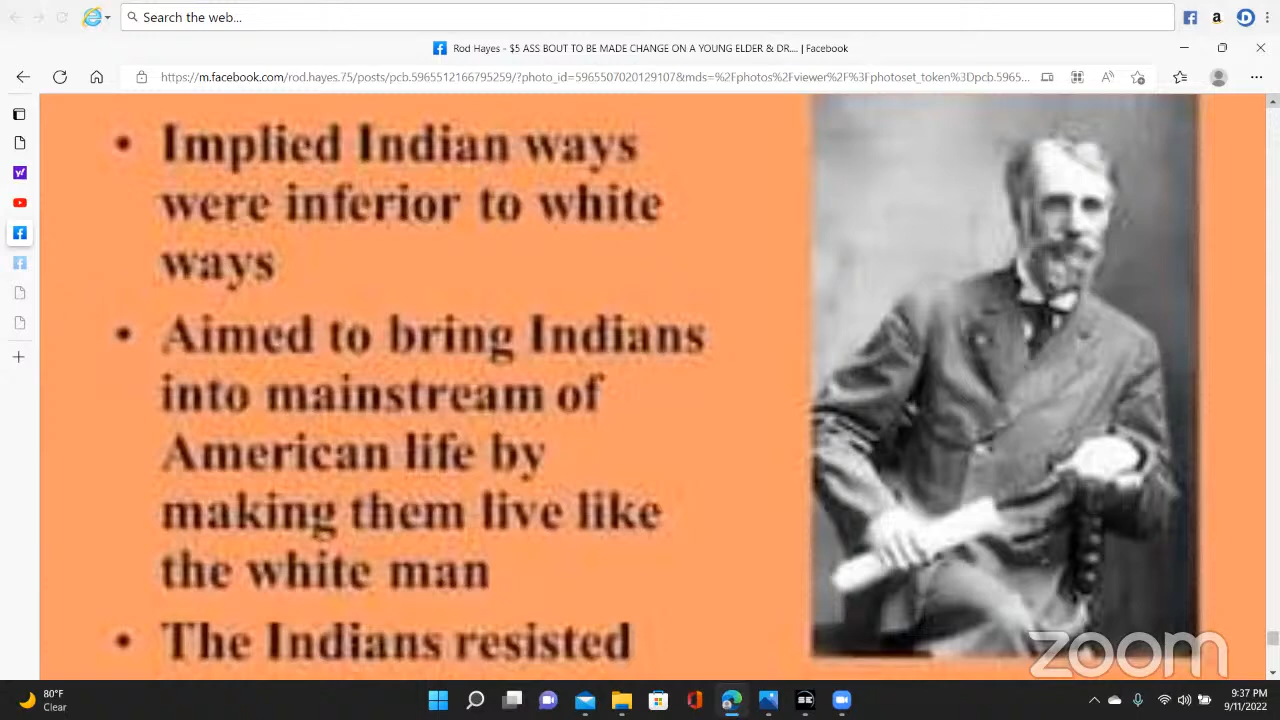 Search the web...
Rod Hayes - $5 ASS BOUT TO BE MADE CHANGE ON A YOUNG ELDER & DR.... | Facebook
https://m.facebook.com/rod.hayes.75/posts/pcb.5965512166795259/?photo_id=5965507020129107&mds=%2Fphotos%2Fviewer%2F%3Fphotoset_token%3Dpcb.5965...
• Implied Indian ways
were inferior to white
ways
• Aimed to bring Indians
into mainstream of
American life by
making them live like
the white man
• The Indians resisted
zoom
80°F
Clear
9:37 PM
9/11/2022